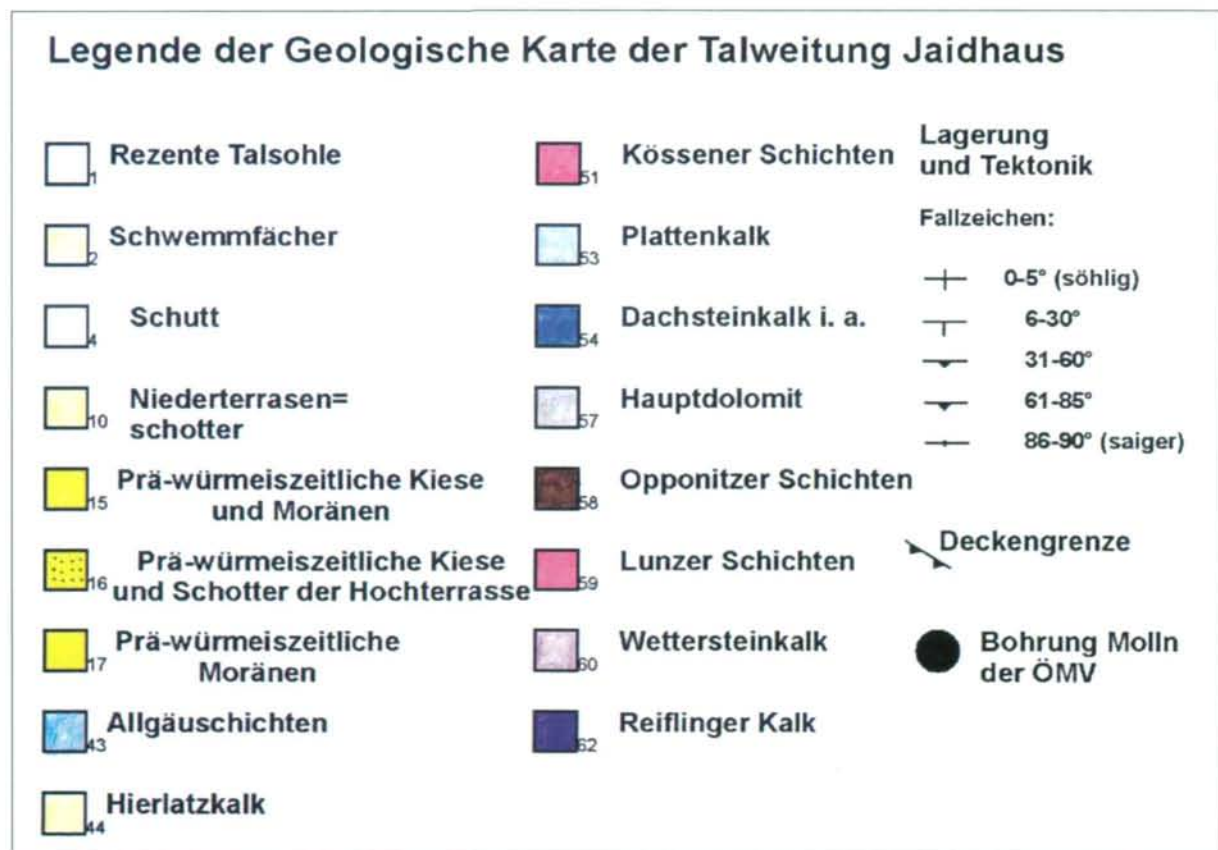 Legende der Geologische Karte der Talweitung Jaidhaus
1 Rezente Talsohle
2 Schwemmfächer
4 Schutt
10 Niederterrasen=
schotter
15 Prä-würmeiszeitliche Kiese
und Moränen
16 Prä-würmeiszeitliche Kiese
und Schotter der Hochterrasse
17 Prä-würmeiszeitliche
Moränen
43 Allgäuschichten
44 Hierlatzkalk
51 Kössener Schichten
53 Plattenkalk
54 Dachsteinkalk i. a.
57 Hauptdolomit
58 Opponitzer Schichten
59 Lunzer Schichten
60 Wettersteinkalk
62 Reiflinger Kalk
Lagerung
und Tektonik
Fallzeichen:
0-5° (söhlig)
6-30°
31-60°
61-85°
86-90° (saiger)
Deckengrenze
Bohrung Molln
der ÖMV